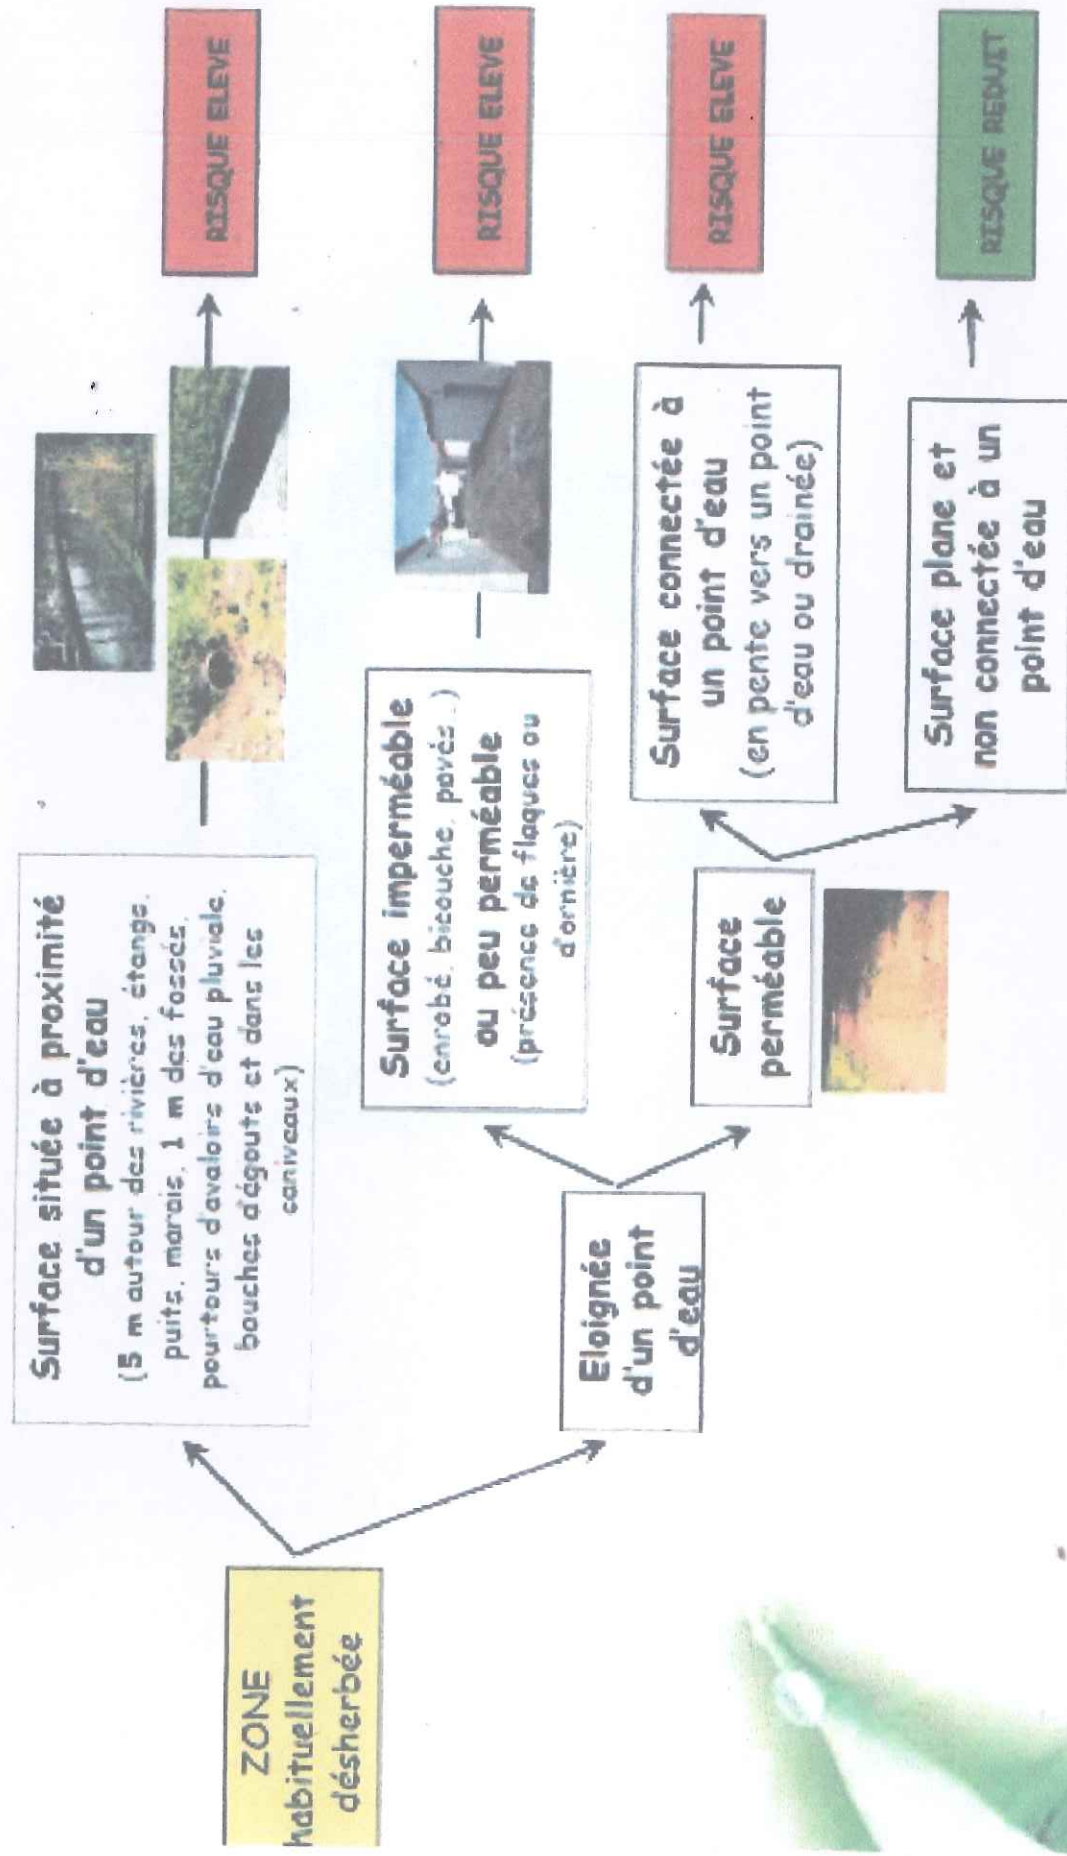 ZONE
habituellement
désherbée
Surface située à proximité
d'un point d'eau
(5 m autour des rivières, étangs,
puits, marais, 1 m des fossés,
pourtours d'avaloirs d'eau pluviale,
bouches d'égouts et dans les
caniveaux)
RISQUE ELEVE
Eloignée
d'un point
d'eau
Surface imperméable
(enrobé, bicouche, pavés..)
ou peu perméable
(présence de flaques ou
d'ornière)
RISQUE ELEVE
Surface
perméable
Surface connectée à
un point d'eau
(en pente vers un point
d'eau ou drainée)
RISQUE ELEVE
Surface plane et
non connectée à un
point d'eau
RISQUE REDUIT